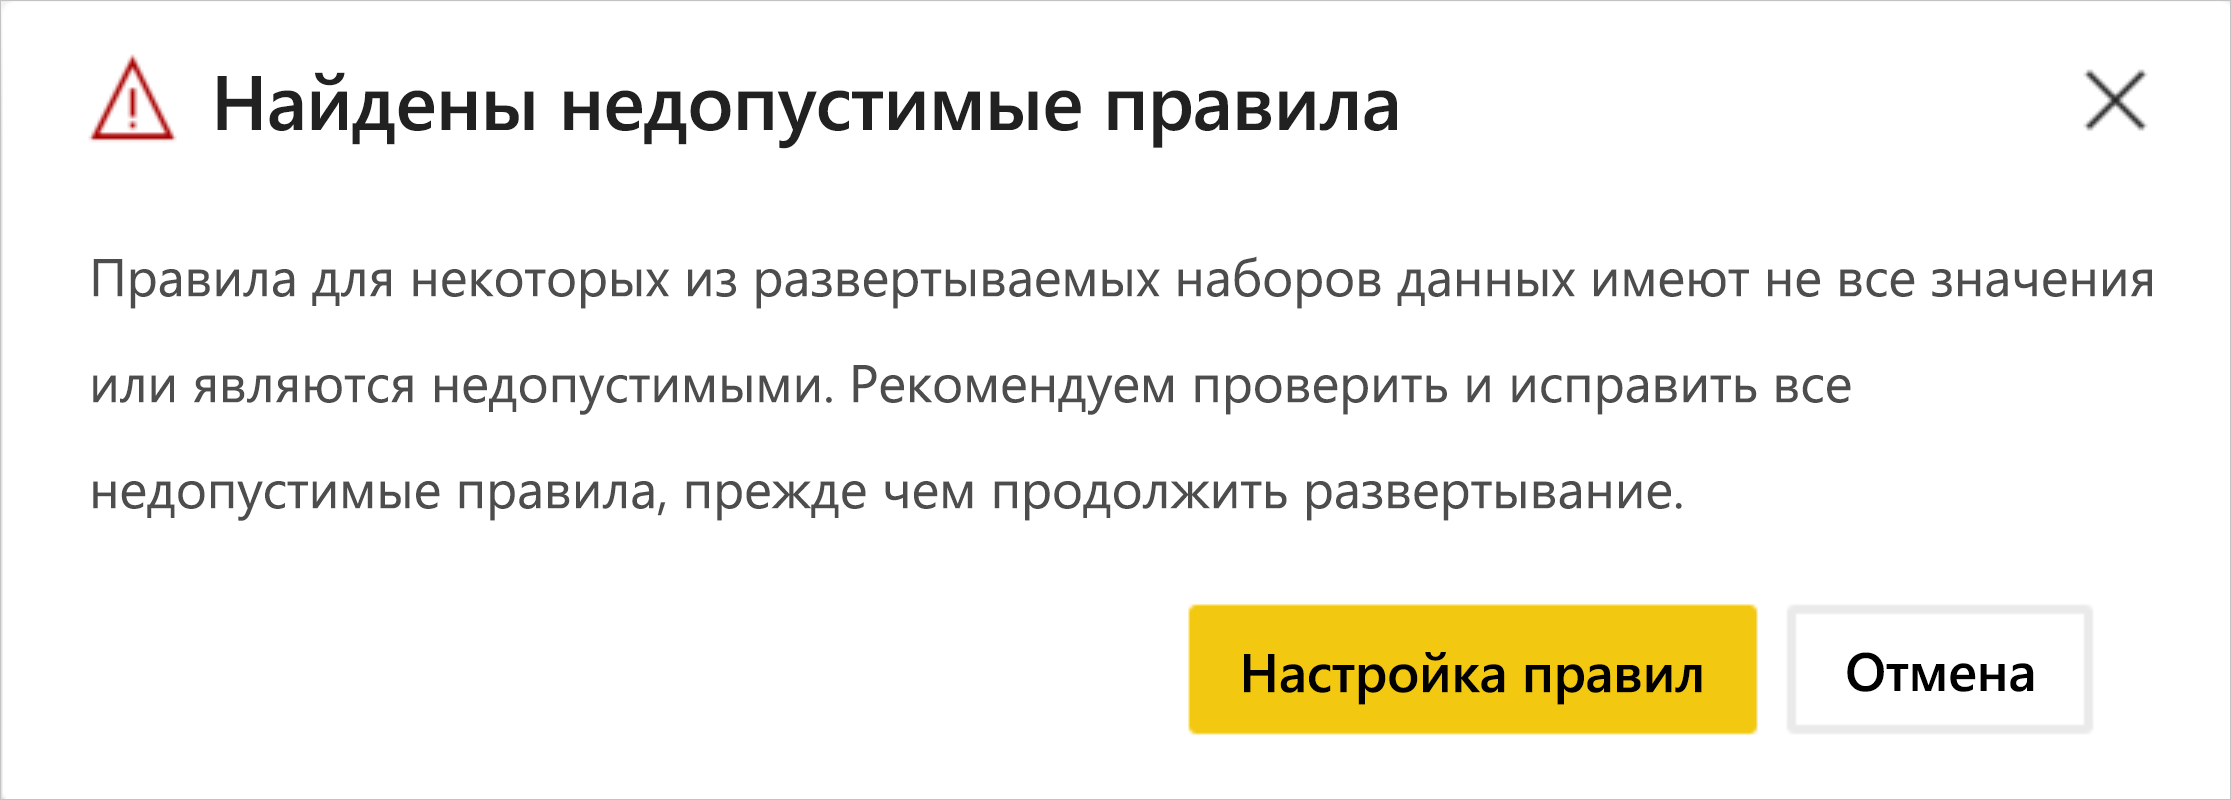 Найдены недопустимые правила
Правила для некоторых из развертываемых наборов данных имеют не все значения
или являются недопустимыми. Рекомендуем проверить и исправить все
недопустимые правила, прежде чем продолжить развертывание.
Настройка правил
Отмена